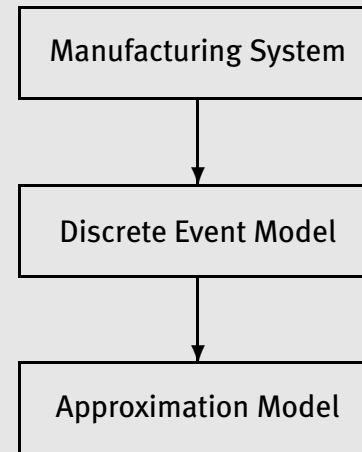 Manufacturing System
Discrete Event Model
Approximation Model